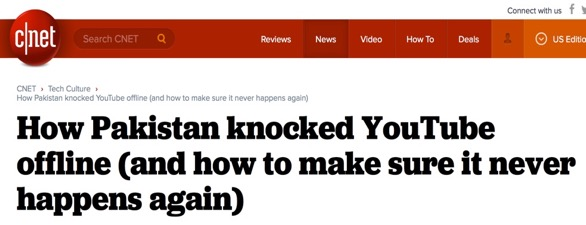 Connect with us
c|net
Search CNET
Reviews News Video How To Deals US Editio
CNET › Tech Culture ›
How Pakistan knocked YouTube offline (and how to make sure it never happens again)
How Pakistan knocked YouTube
offline (and how to make sure it never
happens again)